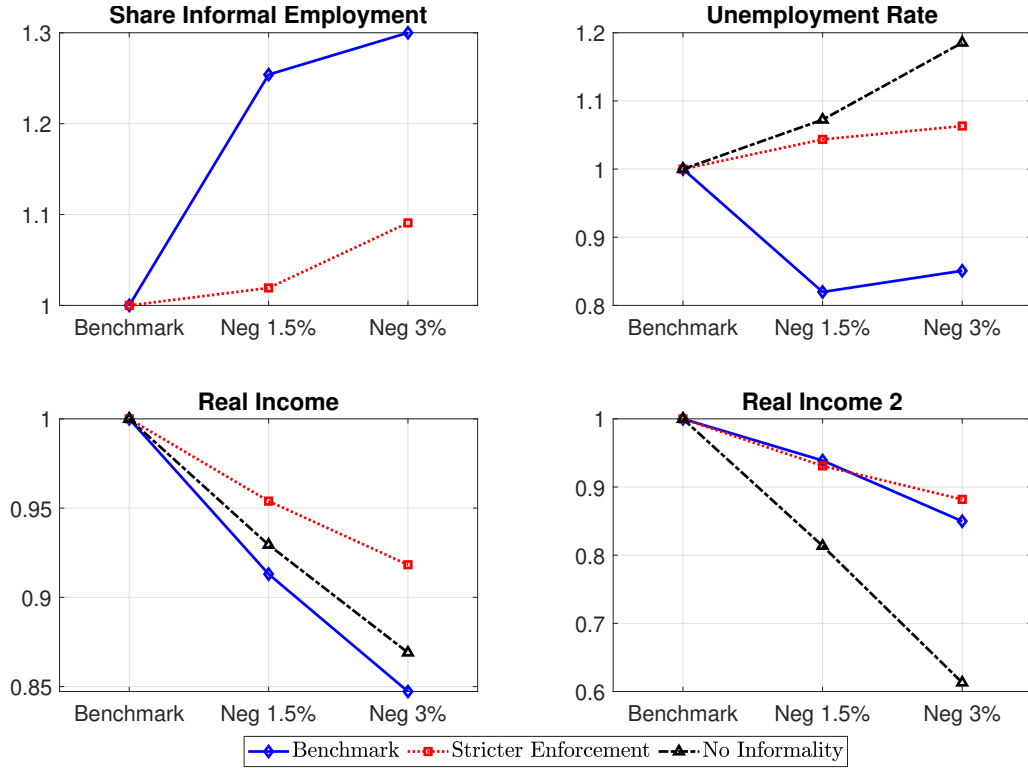 Share Informal Employment
1.3
1.2
1.1
1
Benchmark Neg 1.5% Neg 3%
Unemployment Rate
1.2
1.1
1
0.9
0.8
Benchmark Neg 1.5% Neg 3%
Real Income
1
0.95
0.9
0.85
Benchmark Neg 1.5% Neg 3%
Real Income 2
1
0.9
0.8
0.7
0.6
Benchmark Neg 1.5% Neg 3%
Benchmark Stricter Enforcement No Informality